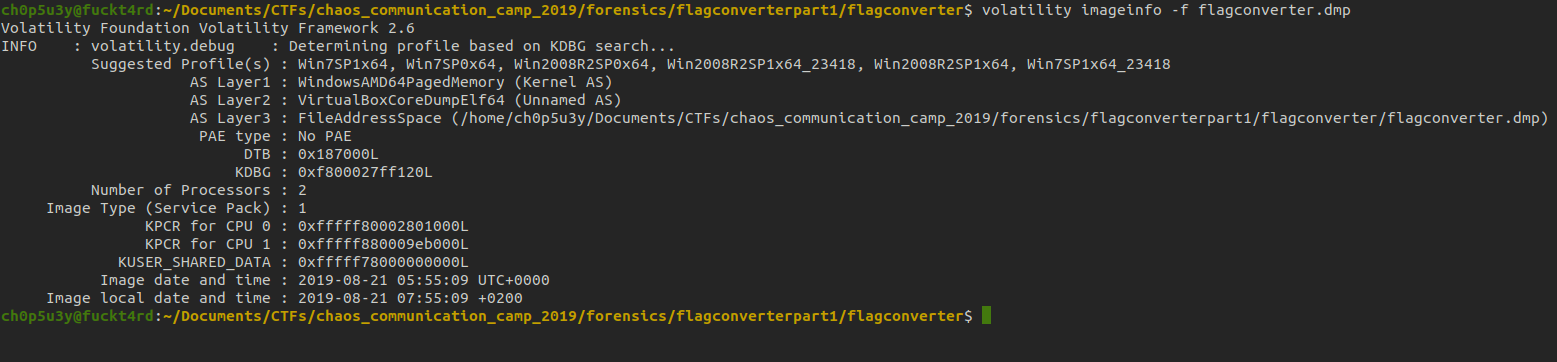 ch0p5u3y@fuckt4rd:~/Documents/CTFs/chaos_communication_camp_2019/forensics/flagconverterpart1/flagconverter$ volatility imageinfo -f flagconverter.dmp
Volatility Foundation Volatility Framework 2.6
INFO    : volatility.debug    : Determining profile based on KDBG search...
          Suggested Profile(s) : Win7SP1x64, Win7SP0x64, Win2008R2SP0x64, Win2008R2SP1x64_23418, Win2008R2SP1x64, Win7SP1x64_23418
                     AS Layer1 : WindowsAMD64PagedMemory (Kernel AS)
                     AS Layer2 : VirtualBoxCoreDumpElf64 (Unnamed AS)
                     AS Layer3 : FileAddressSpace (/home/ch0p5u3y/Documents/CTFs/chaos_communication_camp_2019/forensics/flagconverterpart1/flagconverter/flagconverter.dmp)
                      PAE type : No PAE
                           DTB : 0x187000L
                          KDBG : 0xf800027ff120L
          Number of Processors : 2
     Image Type (Service Pack) : 1
                KPCR for CPU 0 : 0xfffff80002801000L
                KPCR for CPU 1 : 0xfffff880009eb000L
             KUSER_SHARED_DATA : 0xfffff78000000000L
           Image date and time : 2019-08-21 05:55:09 UTC+0000
     Image local date and time : 2019-08-21 07:55:09 +0200
ch0p5u3y@fuckt4rd:~/Documents/CTFs/chaos_communication_camp_2019/forensics/flagconverterpart1/flagconverter$